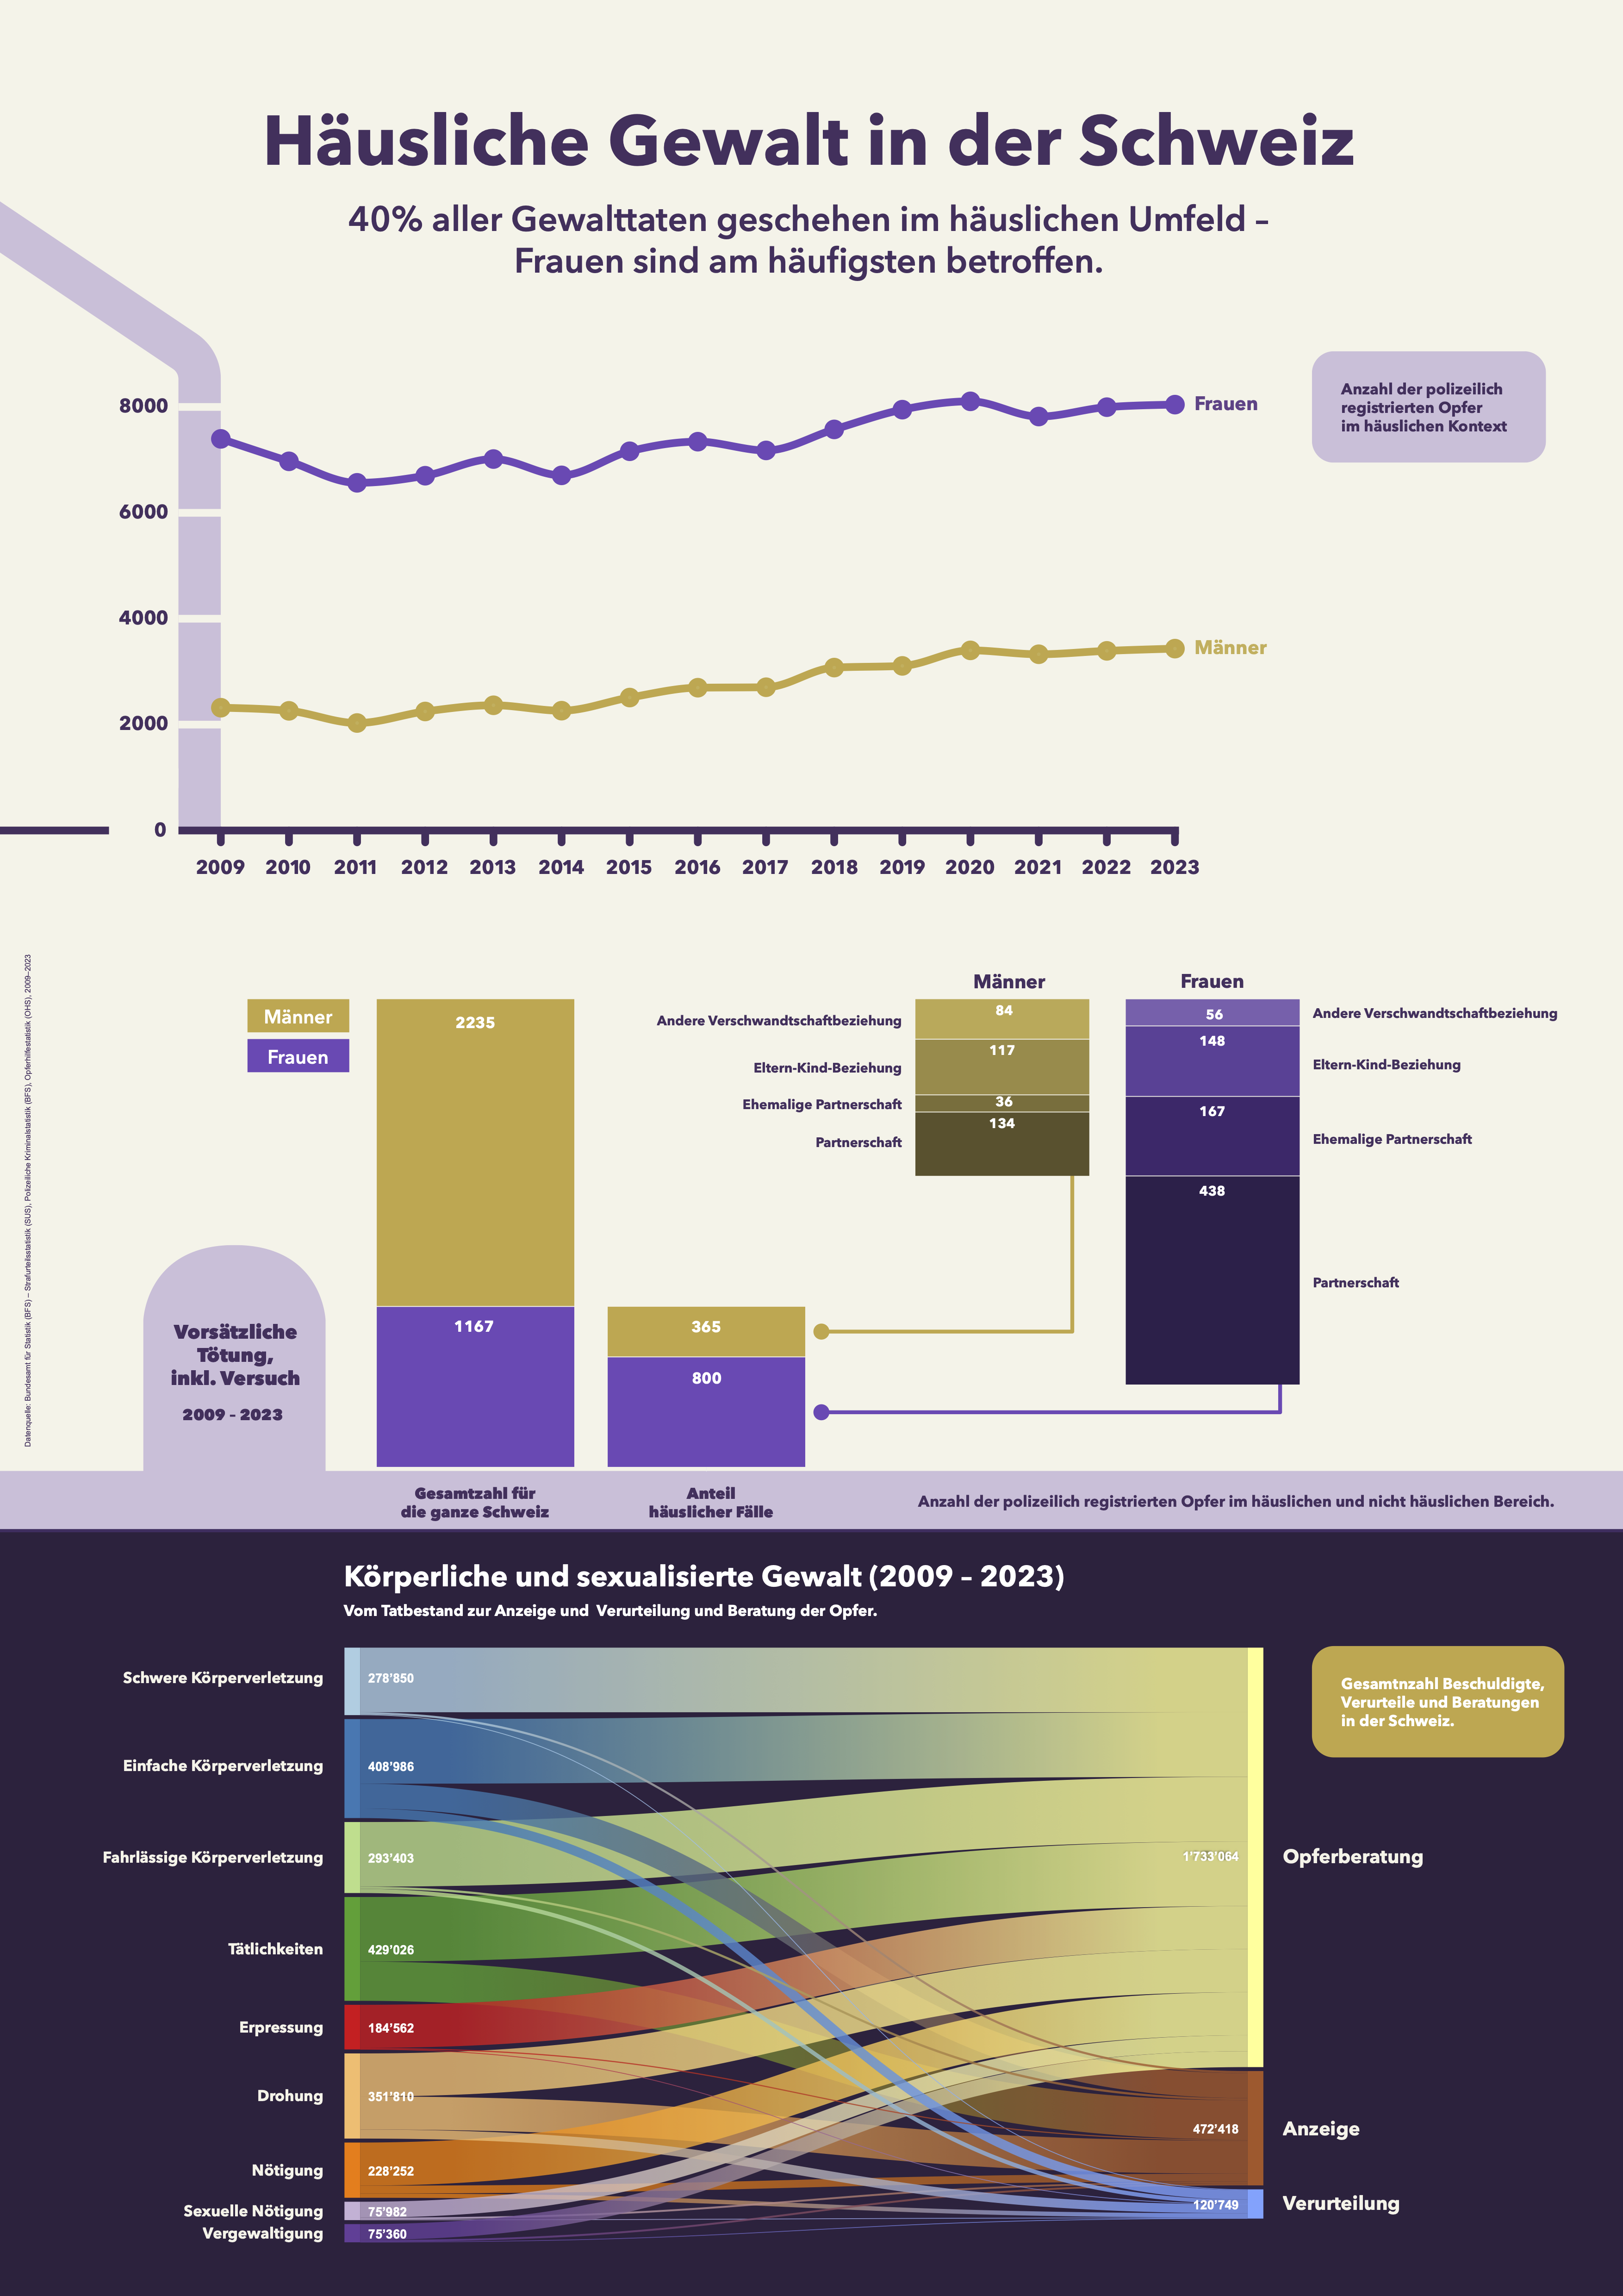 Häusliche Gewalt in der Schweiz
40% aller Gewalttaten geschehen im häuslichen Umfeld –
Frauen sind am häufigsten betroffen.
Anzahl der polizeilich
registrierten Opfer
im häuslichen Kontext
8000
6000
4000
2000
0
Frauen
Männer
2009 2010 2011 2012 2013 2014 2015 2016 2017 2018 2019 2020 2021 2022 2023
Datenquelle: Bundesamt für Statistik (BFS) – Strafurteilsstatistik (SUS), Polizeiliche Kriminalstatistik (BFS), Opferhilfestatistik (OHS), 2009–2023
Männer
Frauen
2235
1167
365
800
Männer
Andere Verschwandtschaftbeziehung
84
Eltern-Kind-Beziehung
117
Ehemalige Partnerschaft
36
Partnerschaft
134
Frauen
56
Andere Verschwandtschaftbeziehung
148
Eltern-Kind-Beziehung
167
Ehemalige Partnerschaft
438
Partnerschaft
Vorsätzliche
Tötung,
inkl. Versuch
2009 – 2023
Gesamtzahl für
die ganze Schweiz
Anteil
häuslicher Fälle
Anzahl der polizeilich registrierten Opfer im häuslichen und nicht häuslichen Bereich.
Körperliche und sexualisierte Gewalt (2009 – 2023)
Vom Tatbestand zur Anzeige und Verurteilung und Beratung der Opfer.
Gesamtnzahl Beschuldigte,
Verurteile und Beratungen
in der Schweiz.
Schwere Körperverletzung
278'850
Einfache Körperverletzung
408'986
Fahrlässige Körperverletzung
293'403
Tätlichkeiten
429'026
Erpressung
184'562
Drohung
351'810
Nötigung
228'252
Sexuelle Nötigung
75'982
Vergewaltigung
75'360
1'733'064
Opferberatung
472'418
Anzeige
120'749
Verurteilung